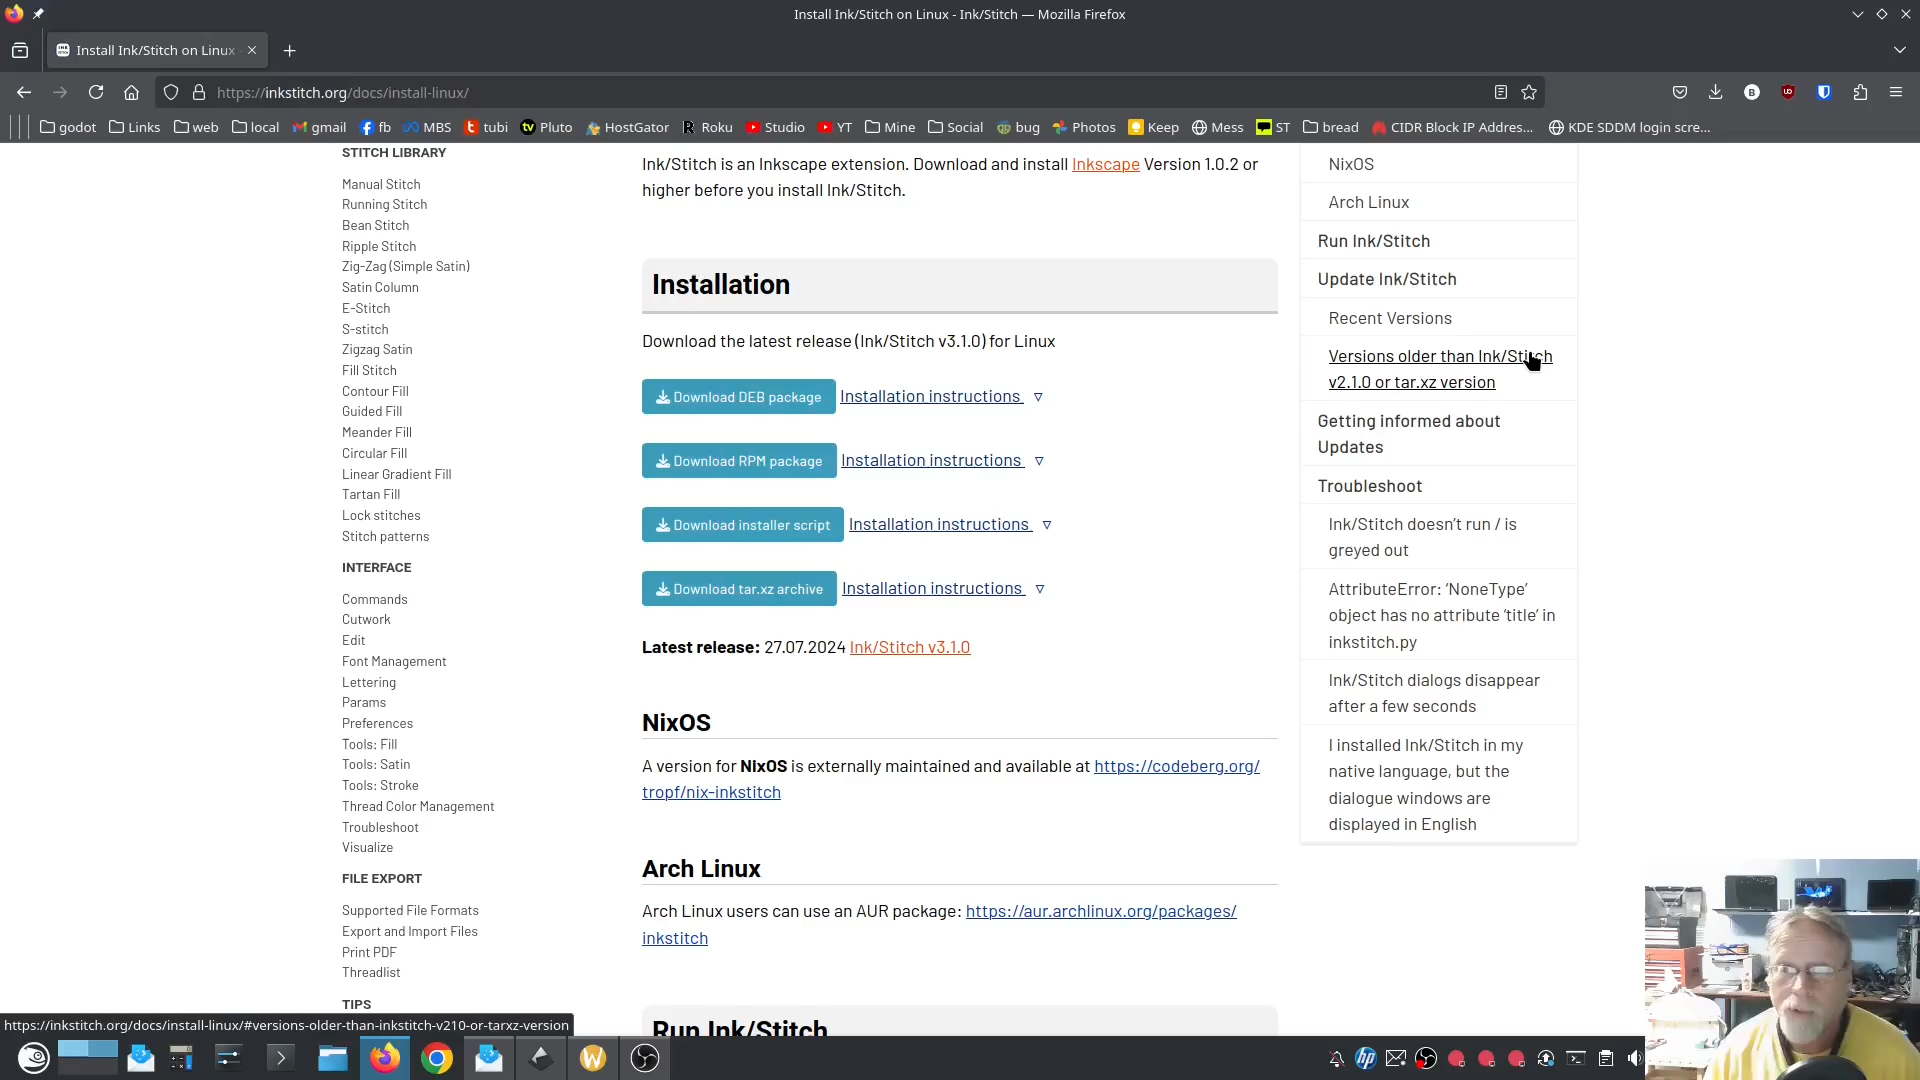 Install Ink/Stitch on Linux - Ink/Stitch — Mozilla Firefox
Install Ink/Stitch on Linux
https://inkstitch.org/docs/install-linux/
godot Links web local gmail fb MBS tubi Pluto HostGator Roku Studio YT Mine Social bug Photos Keep Mess ST bread CIDR Block IP Addres... KDE SDDM login scre...
STITCH LIBRARY
Manual Stitch
Running Stitch
Bean Stitch
Ripple Stitch
Zig-Zag (Simple Satin)
Satin Column
E-Stitch
S-stitch
Zigzag Satin
Fill Stitch
Contour Fill
Guided Fill
Meander Fill
Circular Fill
Linear Gradient Fill
Tartan Fill
Lock stitches
Stitch patterns
INTERFACE
Commands
Cutwork
Edit
Font Management
Lettering
Params
Preferences
Tools: Fill
Tools: Satin
Tools: Stroke
Thread Color Management
Troubleshoot
Visualize
FILE EXPORT
Supported File Formats
Export and Import Files
Print PDF
Threadlist
TIPS
Ink/Stitch is an Inkscape extension. Download and install Inkscape Version 1.0.2 or
higher before you install Ink/Stitch.
Installation
Download the latest release (Ink/Stitch v3.1.0) for Linux
Download DEB package Installation instructions ▿
Download RPM package Installation instructions ▿
Download installer script Installation instructions ▿
Download tar.xz archive Installation instructions ▿
Latest release: 27.07.2024 Ink/Stitch v3.1.0
NixOS
A version for NixOS is externally maintained and available at https://codeberg.org/
tropf/nix-inkstitch
Arch Linux
Arch Linux users can use an AUR package: https://aur.archlinux.org/packages/
inkstitch
Run Ink/Stitch
NixOS
Arch Linux
Run Ink/Stitch
Update Ink/Stitch
Recent Versions
Versions older than Ink/Stitch
v2.1.0 or tar.xz version
Getting informed about
Updates
Troubleshoot
Ink/Stitch doesn’t run / is
greyed out
AttributeError: ‘NoneType’
object has no attribute ‘title’ in
inkstitch.py
Ink/Stitch dialogs disappear
after a few seconds
I installed Ink/Stitch in my
native language, but the
dialogue windows are
displayed in English
https://inkstitch.org/docs/install-linux/#versions-older-than-inkstitch-v210-or-tarxz-version